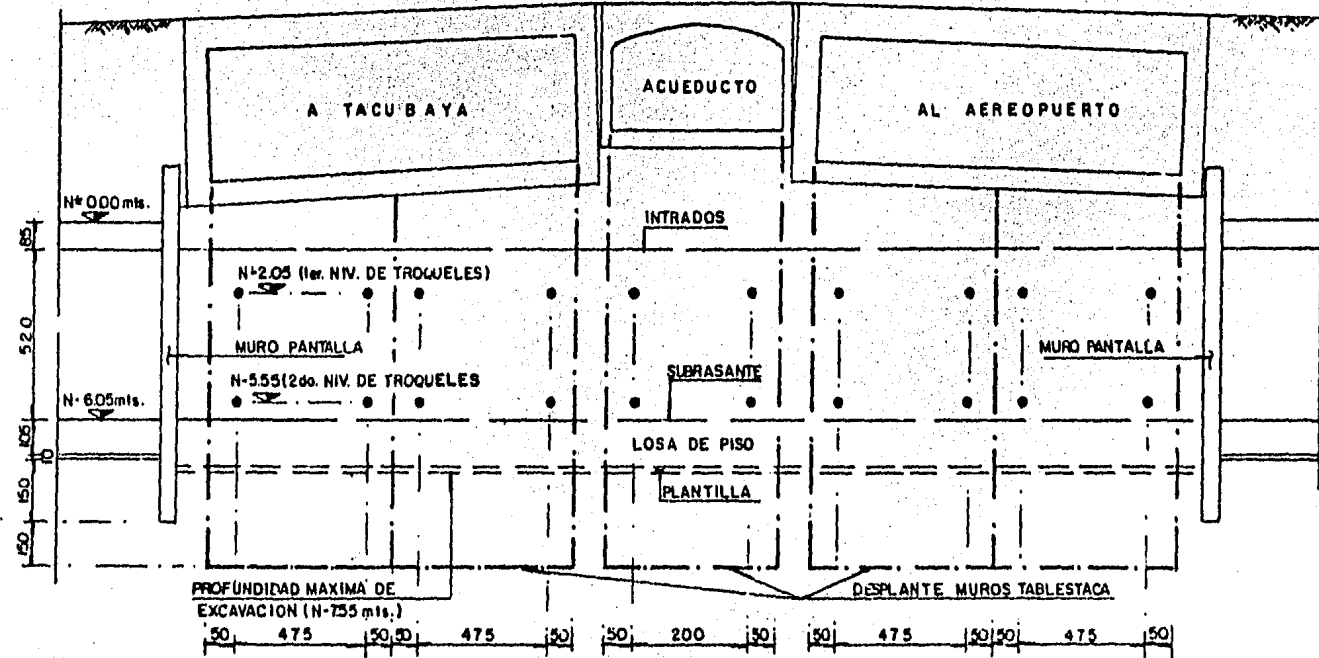 A TACUBAYA
ACUEDUCTO
AL AEREOPUERTO
N± 0.00 mts.
INTRADOS
85
N-2.05 (1er. NIV. DE TROQUELES)
520
MURO PANTALLA
MURO PANTALLA
SUBRASANTE
N-5.55 (2do. NIV. DE TROQUELES
N-6.05 mts.
105
LOSA DE PISO
10
150
PLANTILLA
150
PROFUNDIDAD MAXIMA DE
EXCAVACION (N-7.55 mts.)
DESPLANTE MUROS TABLESTACA
50 475 50 50 475 50 50 200 50 50 475 50 50 475 50